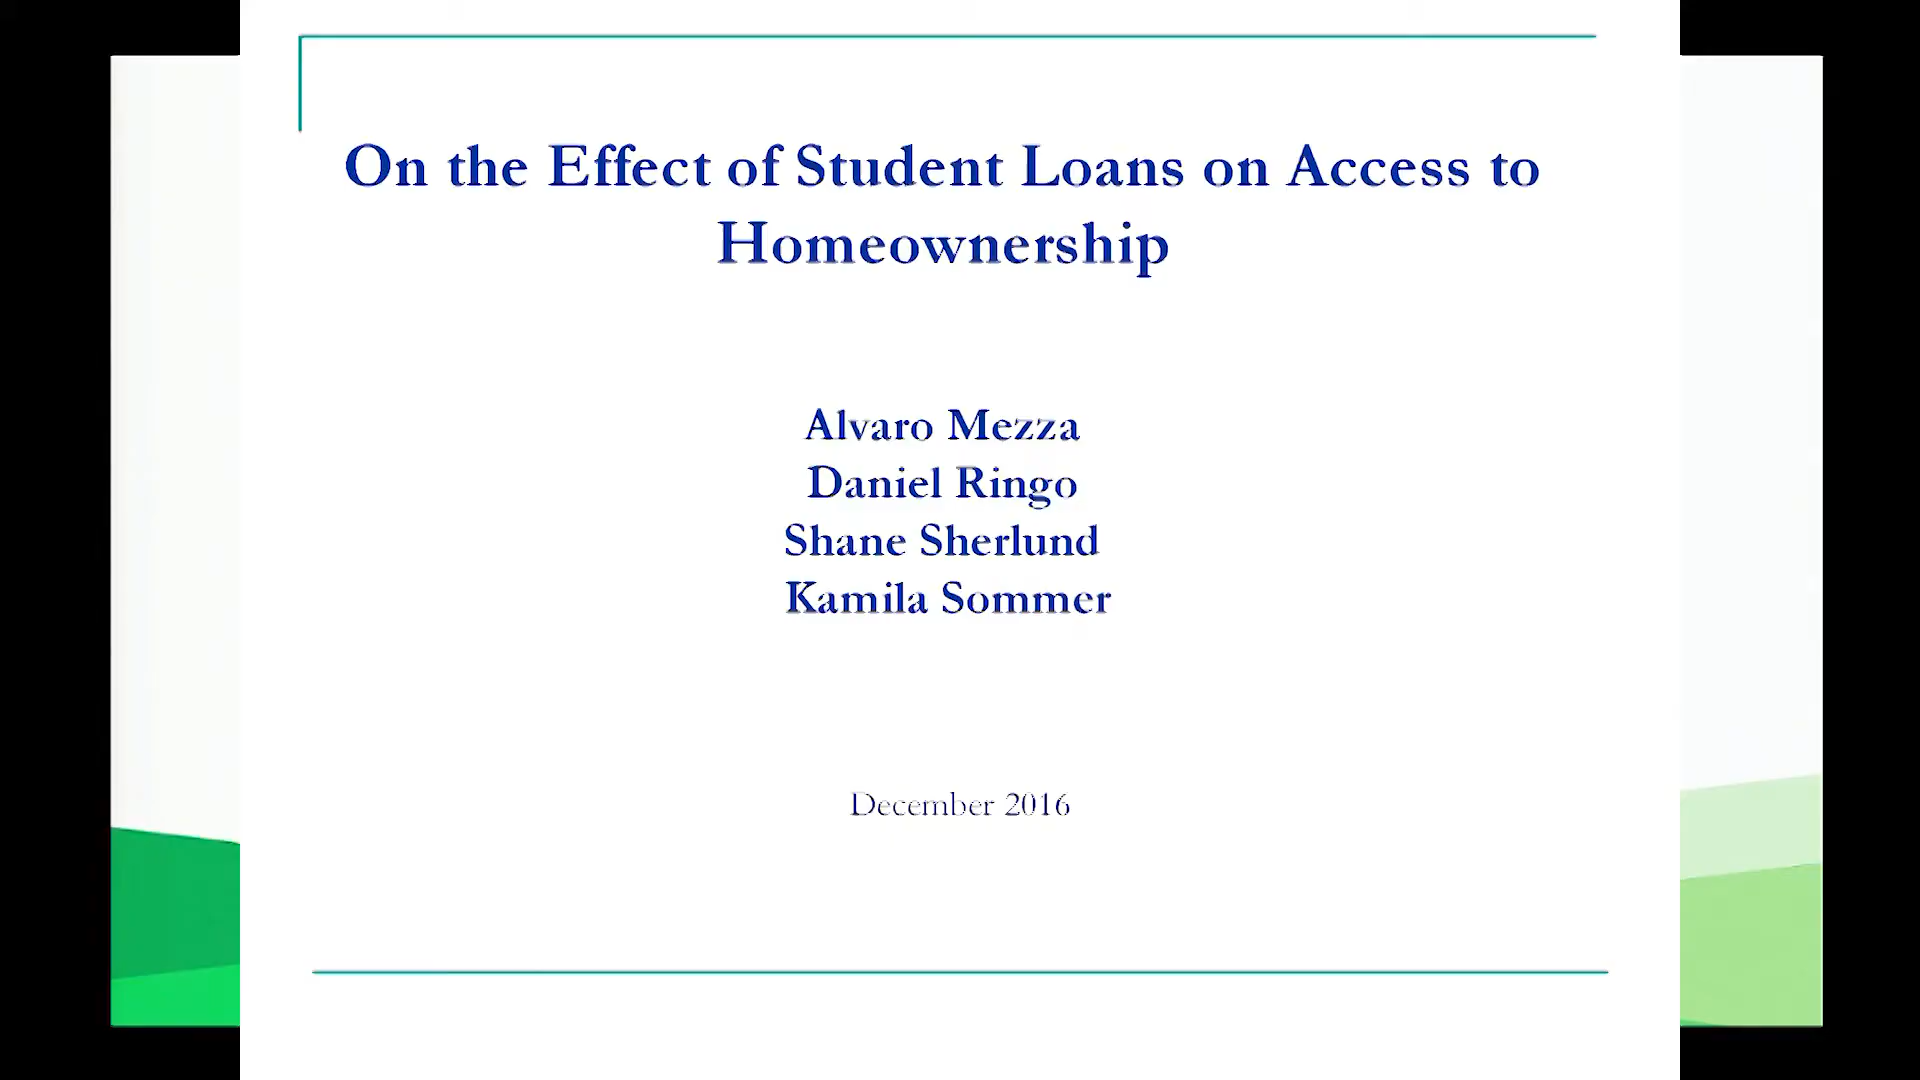 On the Effect of Student Loans on Access to
Homeownership
Alvaro Mezza
Daniel Ringo
Shane Sherlund
Kamila Sommer
December 2016